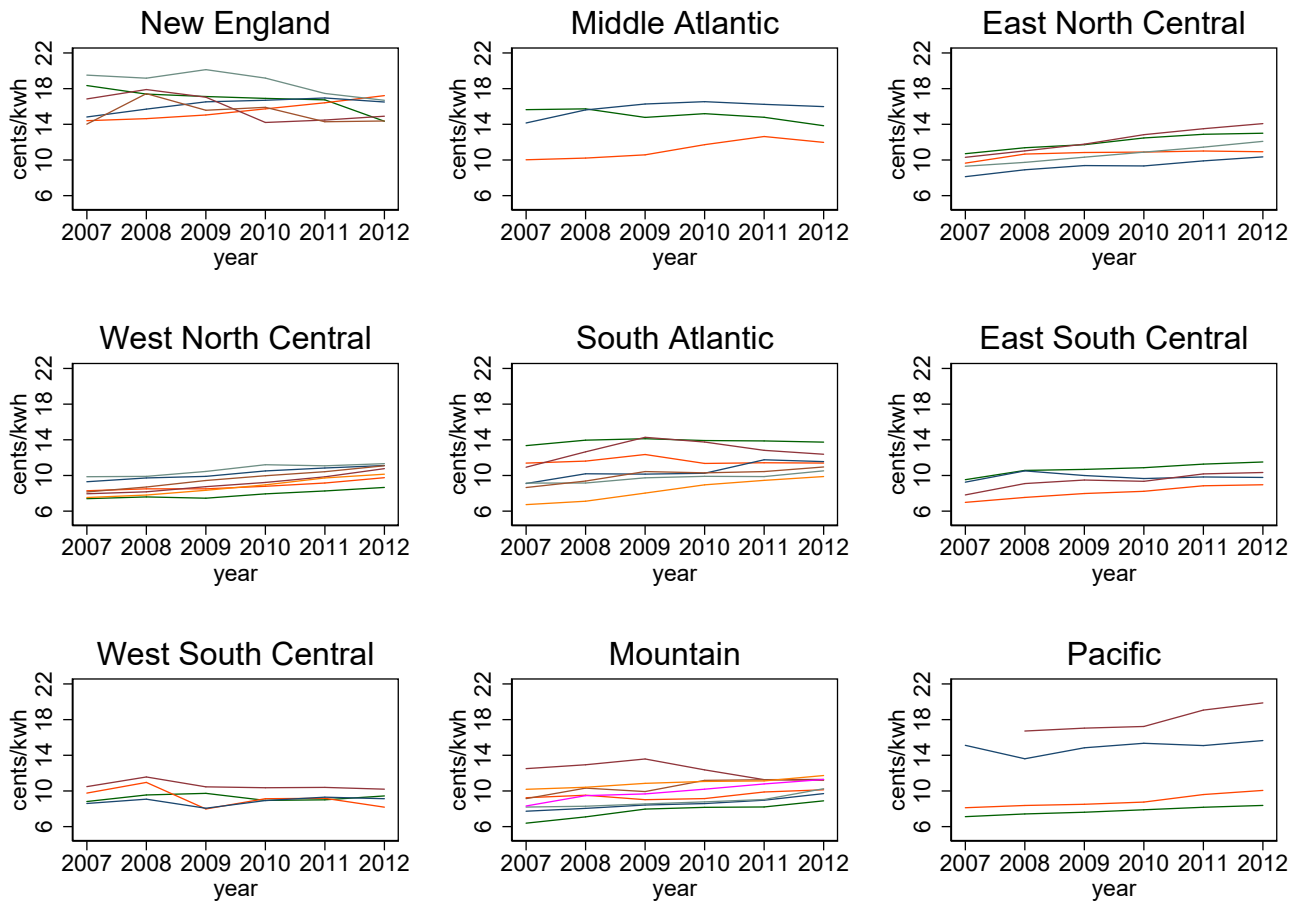 New England
Middle Atlantic
East North Central
cents/kwh
6 10 14 18 22
2007 2008 2009 2010 2011 2012
year
cents/kwh
6 10 14 18 22
2007 2008 2009 2010 2011 2012
year
cents/kwh
6 10 14 18 22
2007 2008 2009 2010 2011 2012
year
West North Central
South Atlantic
East South Central
cents/kwh
6 10 14 18 22
2007 2008 2009 2010 2011 2012
year
cents/kwh
6 10 14 18 22
2007 2008 2009 2010 2011 2012
year
cents/kwh
6 10 14 18 22
2007 2008 2009 2010 2011 2012
year
West South Central
Mountain
Pacific
cents/kwh
6 10 14 18 22
2007 2008 2009 2010 2011 2012
year
cents/kwh
6 10 14 18 22
2007 2008 2009 2010 2011 2012
year
cents/kwh
6 10 14 18 22
2007 2008 2009 2010 2011 2012
year